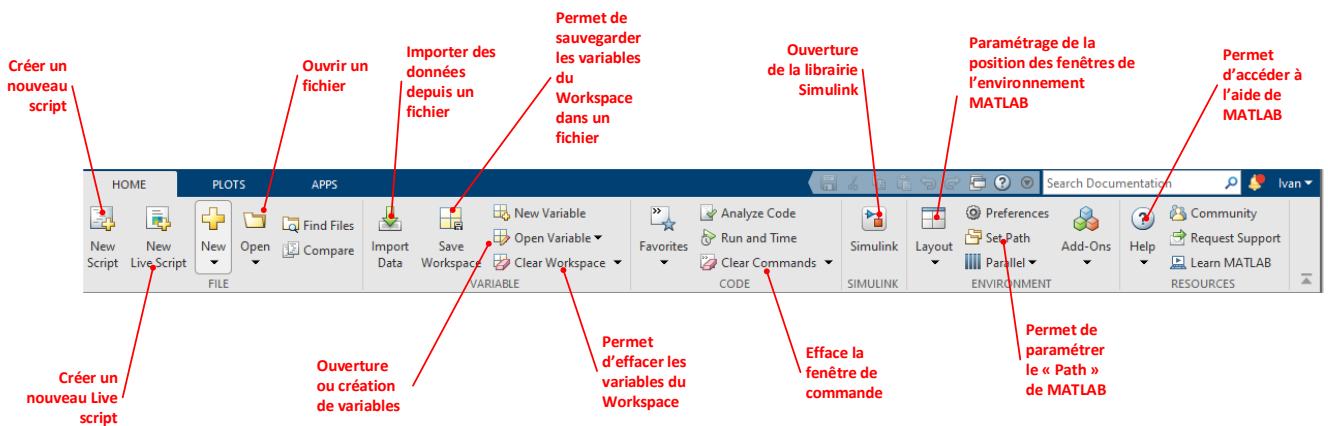 Créer un
nouveau
script
Ouvrir un
fichier
Importer des
données
depuis un
fichier
Permet de
sauvegarder
les variables
du
Workspace
dans un
fichier
Ouverture
de la librairie
Simulink
Paramétrage de la
position des fenêtres de
l'environnement
MATLAB
Permet
d'accéder à
l'aide de
MATLAB
HOME PLOTS APPS
Search Documentation Ivan
New
Script
New
Live Script
New
Open
Find Files
Compare
FILE
Import
Data
Save
Workspace
New Variable
Open Variable
Clear Workspace
VARIABLE
Favorites
Analyze Code
Run and Time
Clear Commands
CODE
Simulink
SIMULINK
Layout
Preferences
Set Path
Parallel
Add-Ons
ENVIRONMENT
Help
Community
Request Support
Learn MATLAB
RESOURCES
Créer un
nouveau Live
script
Ouverture
ou création
de variables
Permet
d'effacer les
variables du
Workspace
Efface la
fenêtre de
commande
Permet de
paramétrer
le « Path »
de MATLAB